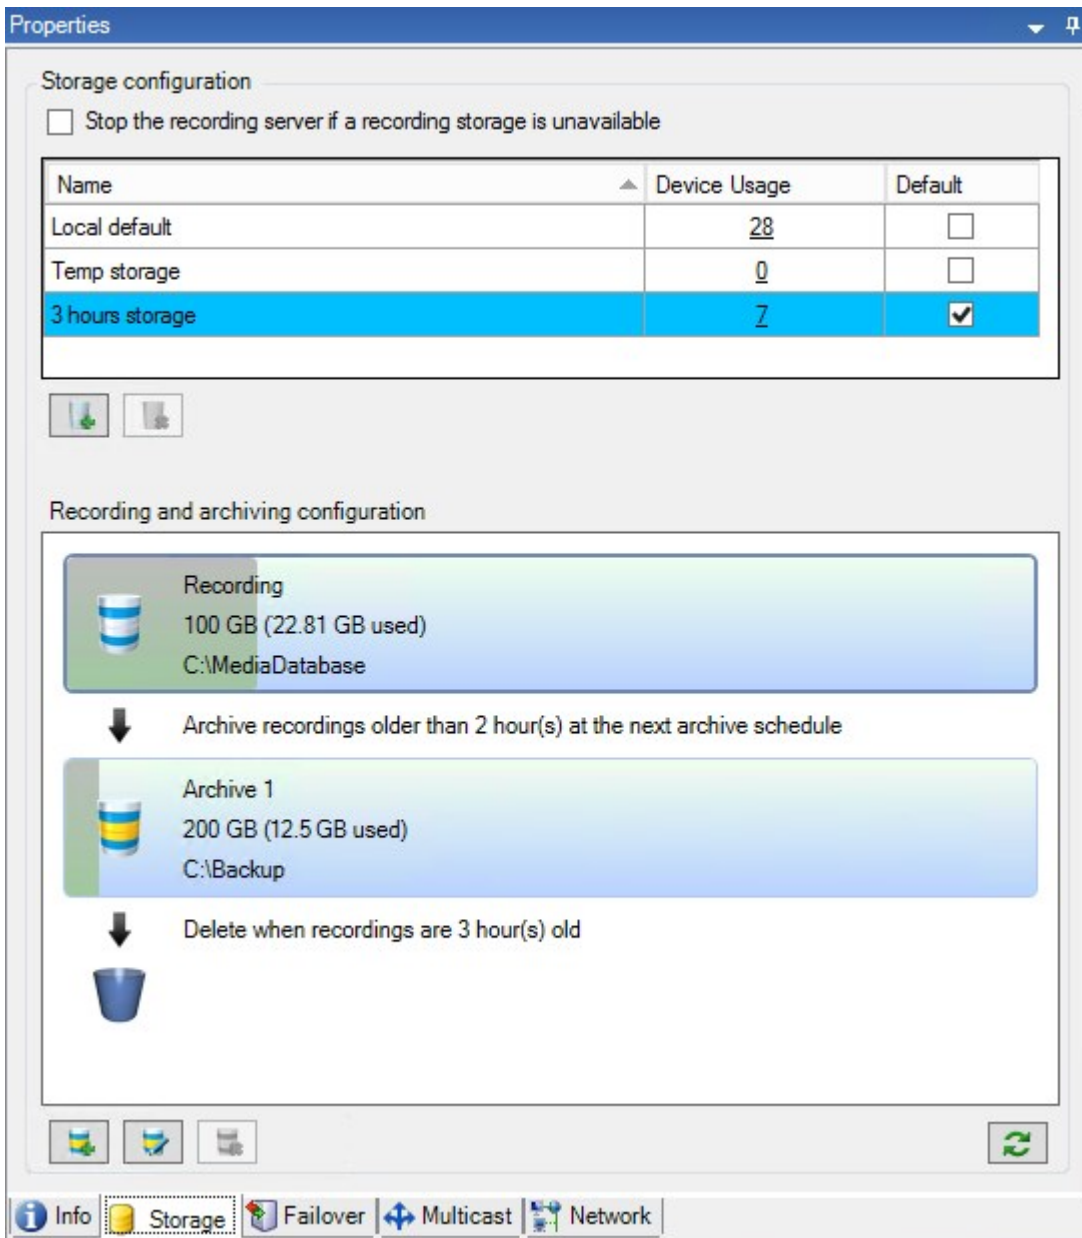 Properties
Storage configuration
Stop the recording server if a recording storage is unavailable
Name Device Usage Default
Local default 28
Temp storage 0
3 hours storage 7
Recording and archiving configuration
Recording
100 GB (22.81 GB used)
C:\MediaDatabase
Archive recordings older than 2 hour(s) at the next archive schedule
Archive 1
200 GB (12.5 GB used)
C:\Backup
Delete when recordings are 3 hour(s) old
Info Storage Failover Multicast Network